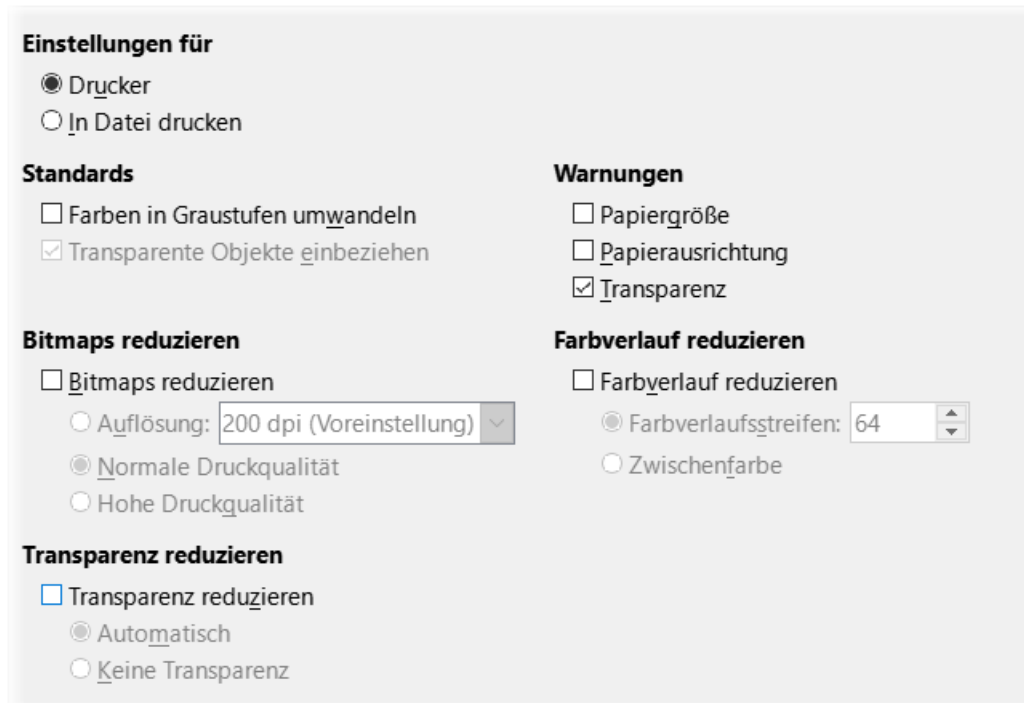 Einstellungen für
Drucker
In Datei drucken
Standards
Farben in Graustufen umwandeln
Transparente Objekte einbeziehen
Warnungen
Papiergröße
Papierausrichtung
Transparenz
Bitmaps reduzieren
Bitmaps reduzieren
Auflösung: 200 dpi (Voreinstellung)
Normale Druckqualität
Hohe Druckqualität
Farbverlauf reduzieren
Farbverlauf reduzieren
Farbverlaufsstreifen: 64
Zwischenfarbe
Transparenz reduzieren
Transparenz reduzieren
Automatisch
Keine Transparenz